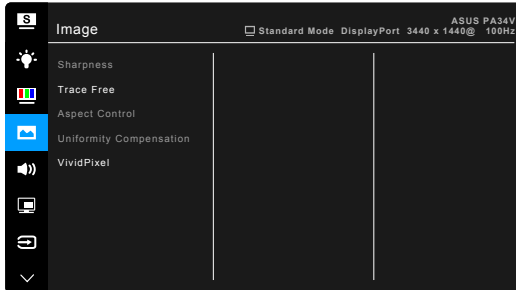 S
Image
ASUS PA34V
Standard Mode DisplayPort 3440 x 1440@ 100Hz
Sharpness
Trace Free
Aspect Control
Uniformity Compensation
VividPixel